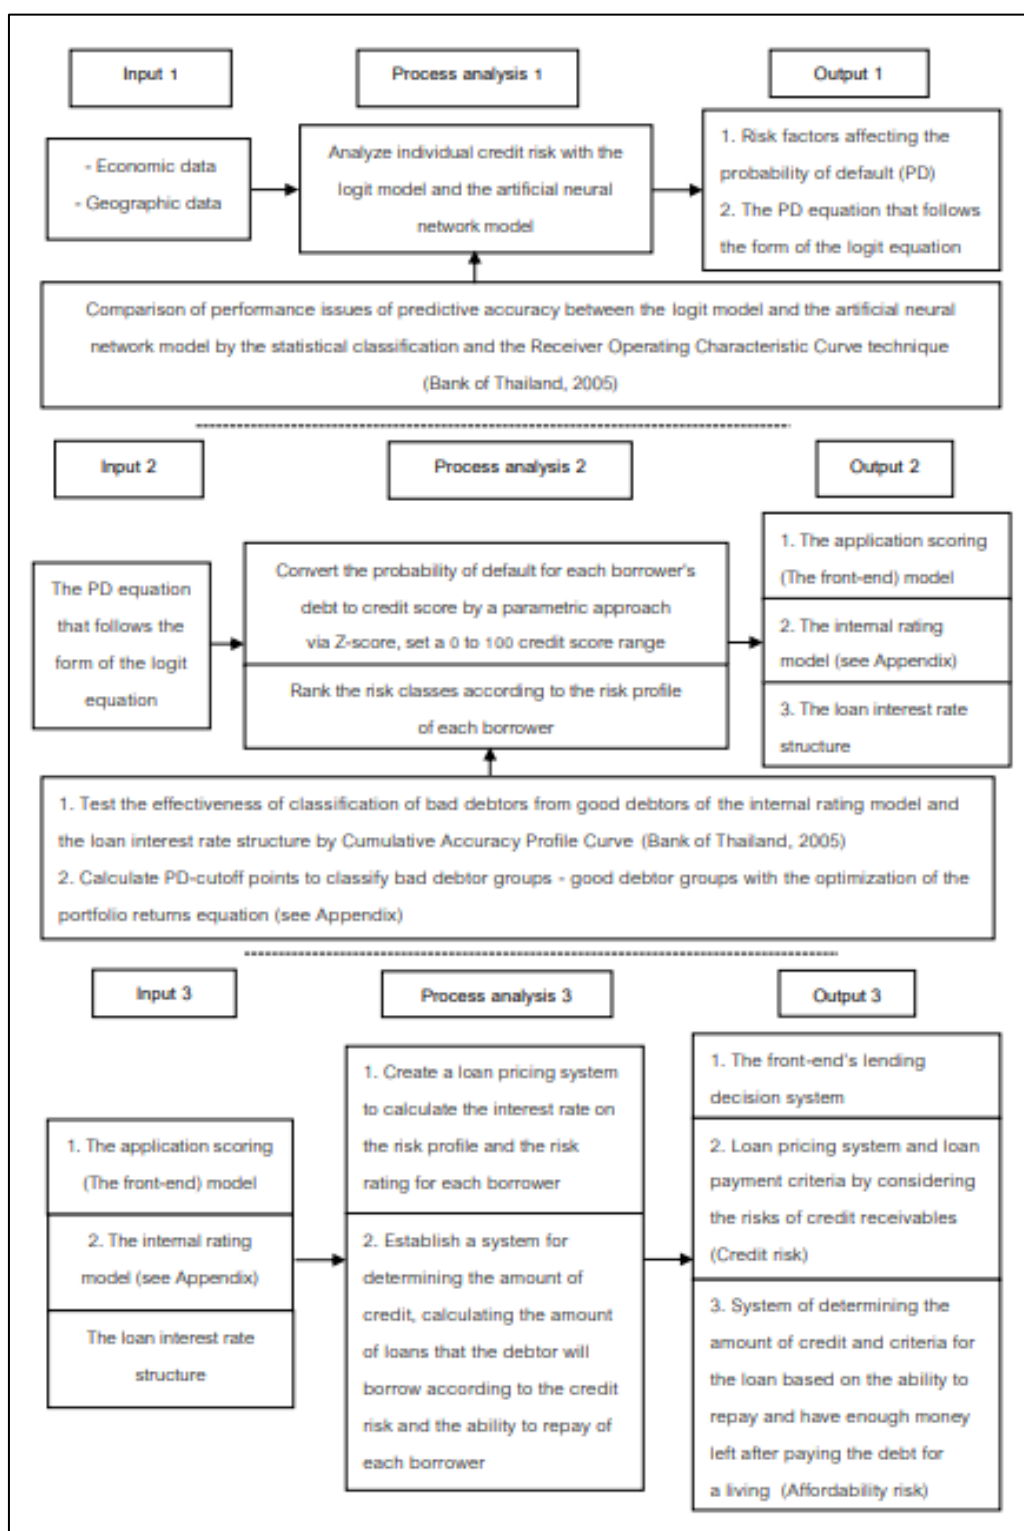 Input 1
Process analysis 1
Output 1
- Economic data
- Geographic data
Analyze individual credit risk with the
logit model and the artificial neural
network model
1. Risk factors affecting the
probability of default (PD)
2. The PD equation that follows
the form of the logit equation
Comparison of performance issues of predictive accuracy between the logit model and the artificial neural
network model by the statistical classification and the Receiver Operating Characteristic Curve technique
(Bank of Thailand, 2005)
Input 2
Process analysis 2
Output 2
The PD equation
that follows the
form of the logit
equation
Convert the probability of default for each borrower's
debt to credit score by a parametric approach
via Z-score, set a 0 to 100 credit score range
Rank the risk classes according to the risk profile
of each borrower
1. The application scoring
(The front-end) model
2. The internal rating
model (see Appendix)
3. The loan interest rate
structure
1. Test the effectiveness of classification of bad debtors from good debtors of the internal rating model and
the loan interest rate structure by Cumulative Accuracy Profile Curve (Bank of Thailand, 2005)
2. Calculate PD-cutoff points to classify bad debtor groups - good debtor groups with the optimization of the
portfolio returns equation (see Appendix)
Input 3
Process analysis 3
Output 3
1. The application scoring
(The front-end) model
2. The internal rating
model (see Appendix)
The loan interest rate
structure
1. Create a loan pricing system
to calculate the interest rate on
the risk profile and the risk
rating for each borrower
2. Establish a system for
determining the amount of
credit, calculating the amount
of loans that the debtor will
borrow according to the credit
risk and the ability to repay of
each borrower
1. The front-end's lending
decision system
2. Loan pricing system and loan
payment criteria by considering
the risks of credit receivables
(Credit risk)
3. System of determining the
amount of credit and criteria for
the loan based on the ability to
repay and have enough money
left after paying the debt for
a living (Affordability risk)